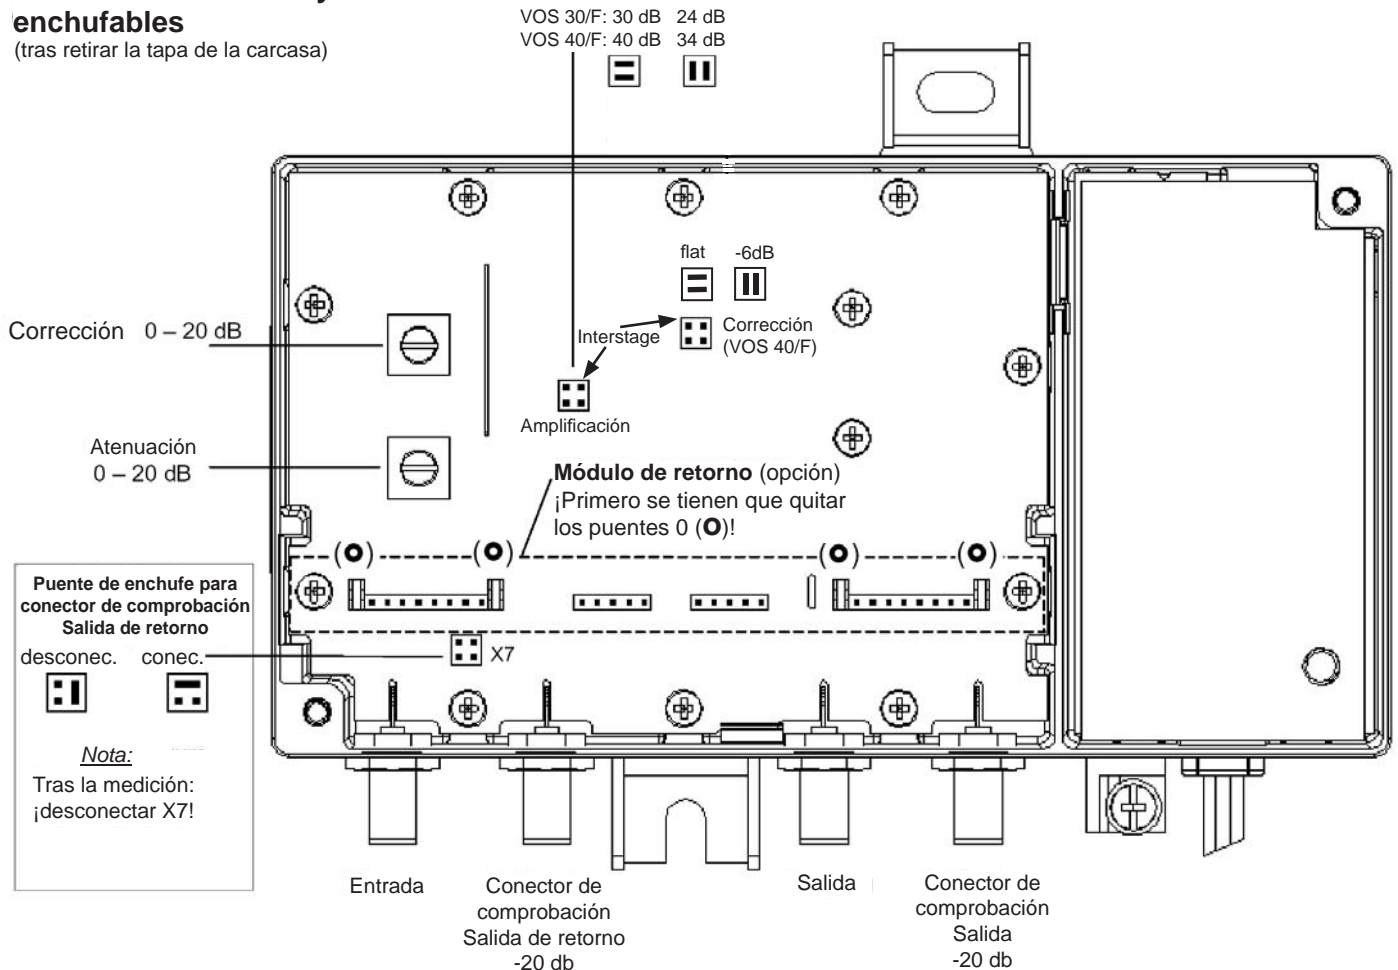 enchufables
(tras retirar la tapa de la carcasa)
VOS 30/F: 30 dB 24 dB
VOS 40/F: 40 dB 34 dB
flat -6dB
Corrección 0 – 20 dB
Interstage
Corrección
(VOS 40/F)
Amplificación
Atenuación
0 – 20 dB
Módulo de retorno (opción)
¡Primero se tienen que quitar
los puentes 0 (O)!
(O) (O) (O) (O)
Puente de enchufe para
conector de comprobación
Salida de retorno
desconec. conec.
X7
Nota:
Tras la medición:
¡desconectar X7!
Entrada
Conector de
comprobación
Salida de retorno
-20 db
Salida
Conector de
comprobación
Salida
-20 db